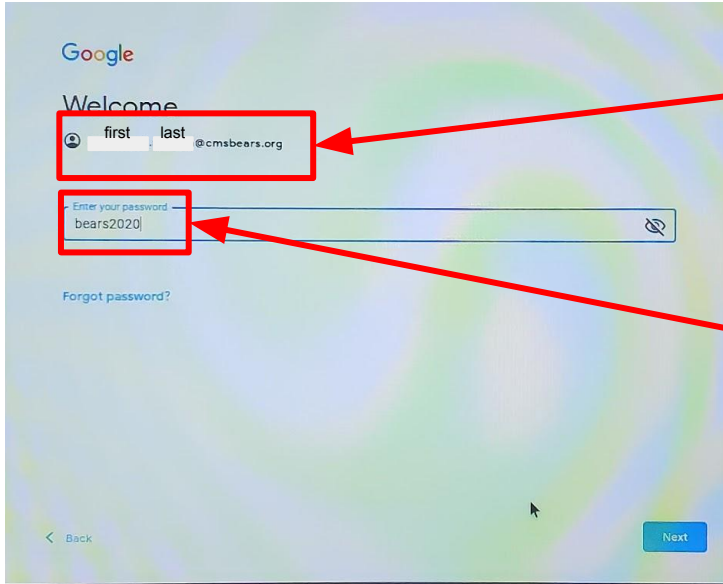 Google
Welcome
first . last @cmsbears.org
Enter your password
bears2020
Forgot password?
Back
Next